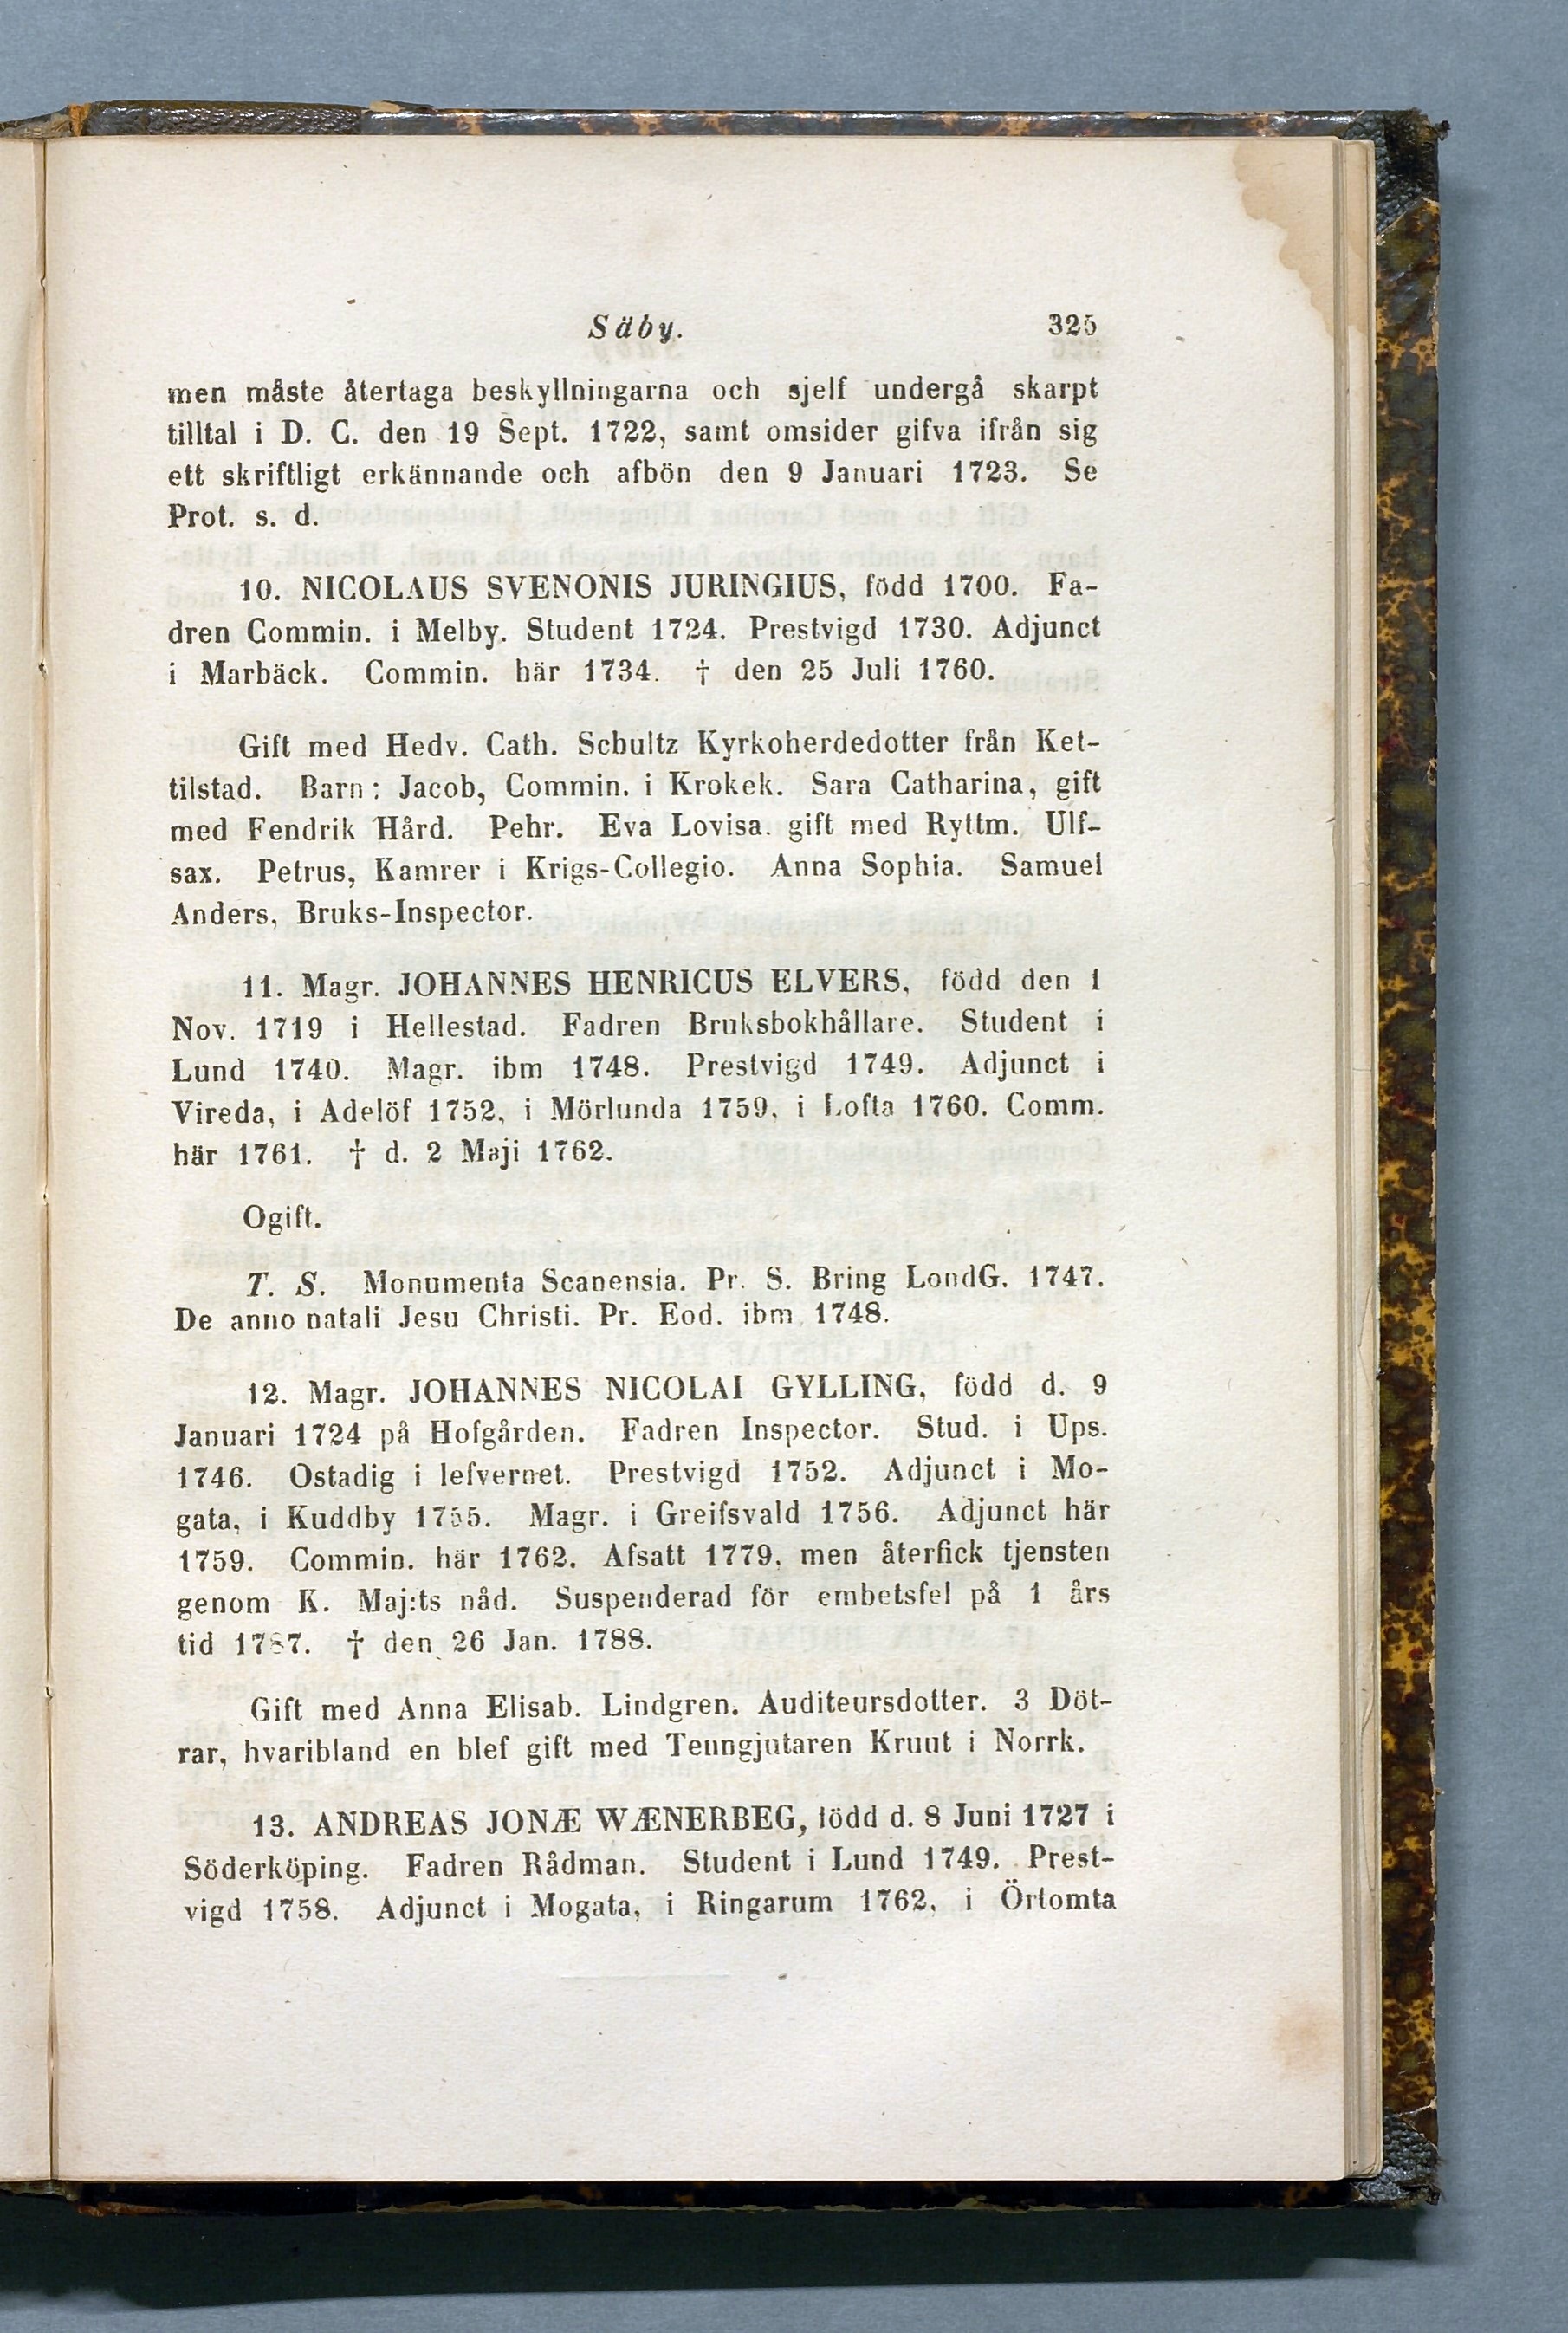 Säby. 325
men måste återtaga beskyllningarna och sjelf undergå skarpt
tilltal i D. C. den 19 Sept. 1722, samt omsider gifva ifrån sig
ett skriftligt erkännande och afbön den 9 Januari 1723. Se
Prot. s. d.
10. NICOLAUS SVENONIS JURINGIUS, född 1700. Fa-
dren Commin. i Melby. Student 1724. Prestvigd 1730. Adjunct
i Marbäck. Commin. här 1734. † den 25 Juli 1760.
Gift med Hedv. Cath. Schultz Kyrkoherdedotter från Ket-
tilstad. Barn: Jacob, Commin. i Krokek. Sara Catharina, gift
med Fendrik Hård. Pehr. Eva Lovisa. gift med Ryttm. Ulf-
sax. Petrus, Kamrer i Krigs-Collegio. Anna Sophia. Samuel
Anders, Bruks-Inspector.
11. Magr. JOHANNES HENRICUS ELVERS, född den 1
Nov. 1719 i Hellestad. Fadren Bruksbokhållare. Student i
Lund 1740. Magr. ibm 1748. Prestvigd 1749. Adjunct i
Vireda, i Adelöf 1752, i Mörlunda 1759, i Lofta 1760. Comm.
här 1761. † d. 2 Maji 1762.
Ogift.
T. S. Monumenta Scanensia. Pr. S. Bring LondG. 1747.
De anno natali Jesu Christi. Pr. Eod. ibm 1748.
12. Magr. JOHANNES NICOLAI GYLLING, född d. 9
Januari 1724 på Hofgården. Fadren Inspector. Stud. i Ups.
1746. Ostadig i lefvernet. Prestvigd 1752. Adjunct i Mo-
gata, i Kuddby 1755. Magr. i Greifsvald 1756. Adjunct här
1759. Commin. här 1762. Afsatt 1779, men återfick tjensten
genom K. Maj:ts nåd. Suspenderad för embetsfel på 1 års
tid 1787. † den 26 Jan. 1788.
Gift med Anna Elisab. Lindgren. Auditeursdotter. 3 Döt-
rar, hvaribland en blef gift med Tenngjutaren Kruut i Norrk.
13. ANDREAS JONÆ WÆNERBEG, född d. 8 Juni 1727 i
Söderköping. Fadren Rådman. Student i Lund 1749. Prest-
vigd 1758. Adjunct i Mogata, i Ringarum 1762, i Örtomta